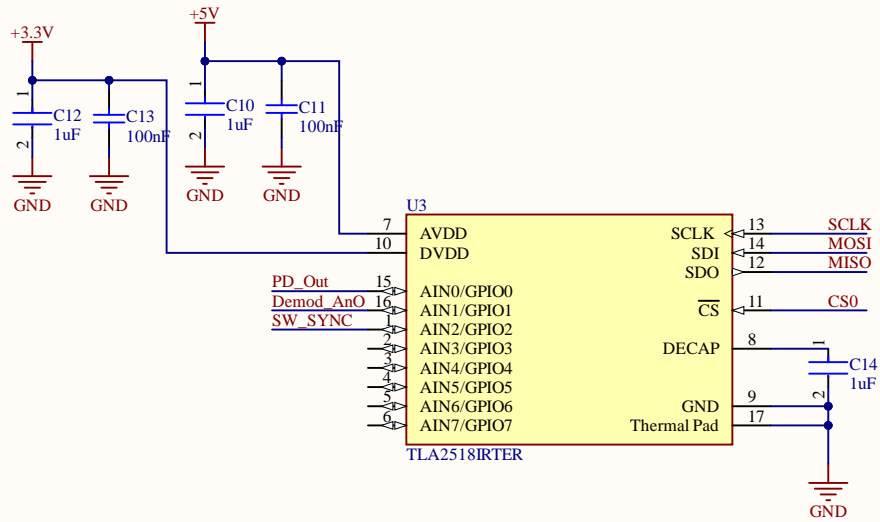 +3.3V
+5V
1
C12
1uF
2
C13
100nF
1
C10
1uF
2
C11
100nF
GND
GND
GND
GND
U3
7 AVDD
10 DVDD
PD_Out 15 AIN0/GPIO0
Demod_AnO 16 AIN1/GPIO1
SW_SYNC 1 AIN2/GPIO2
2 AIN3/GPIO3
3 AIN4/GPIO4
4 AIN5/GPIO5
5 AIN6/GPIO6
6 AIN7/GPIO7
SCLK 13 SCLK
SDI 14 MOSI
SDO 12 MISO
CS 11 CS0
DECAP 8
GND 9
Thermal Pad 17
1
C14
1uF
2
GND
TLA2518IRTER